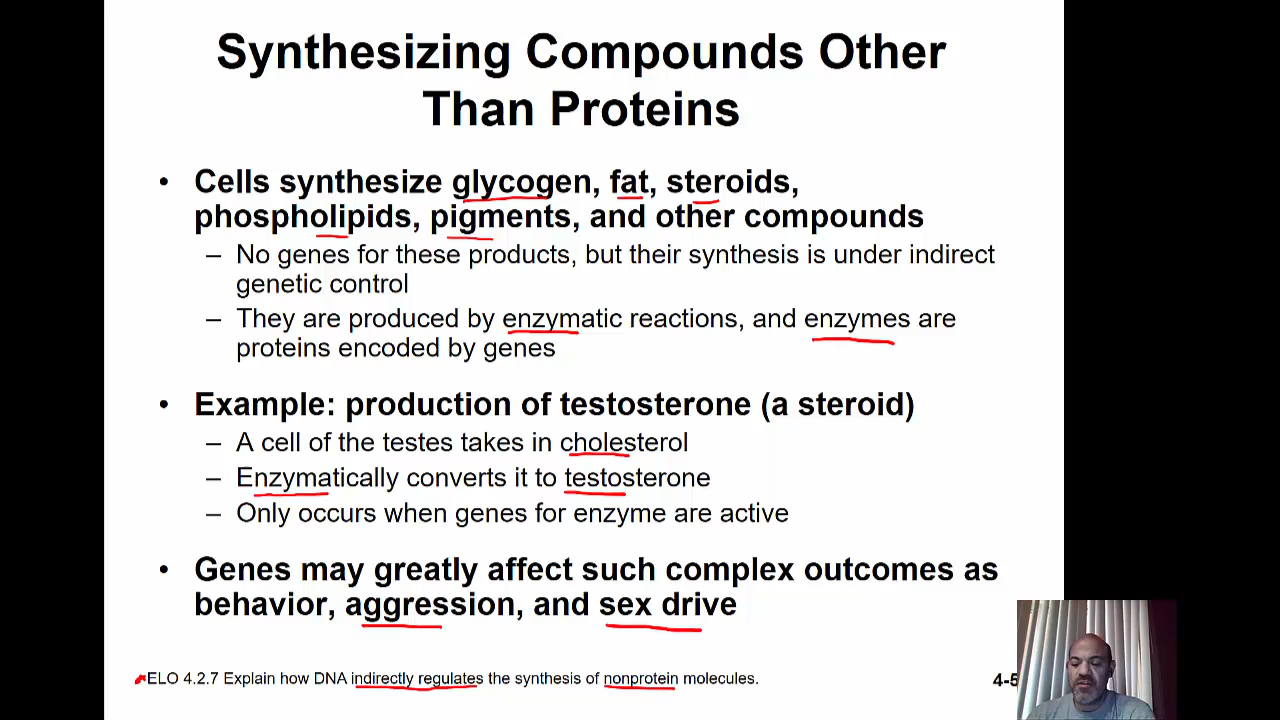 Synthesizing Compounds Other
Than Proteins
• Cells synthesize glycogen, fat, steroids,
phospholipids, pigments, and other compounds
– No genes for these products, but their synthesis is under indirect
genetic control
– They are produced by enzymatic reactions, and enzymes are
proteins encoded by genes
• Example: production of testosterone (a steroid)
– A cell of the testes takes in cholesterol
– Enzymatically converts it to testosterone
– Only occurs when genes for enzyme are active
• Genes may greatly affect such complex outcomes as
behavior, aggression, and sex drive
ELO 4.2.7 Explain how DNA indirectly regulates the synthesis of nonprotein molecules.
4-5